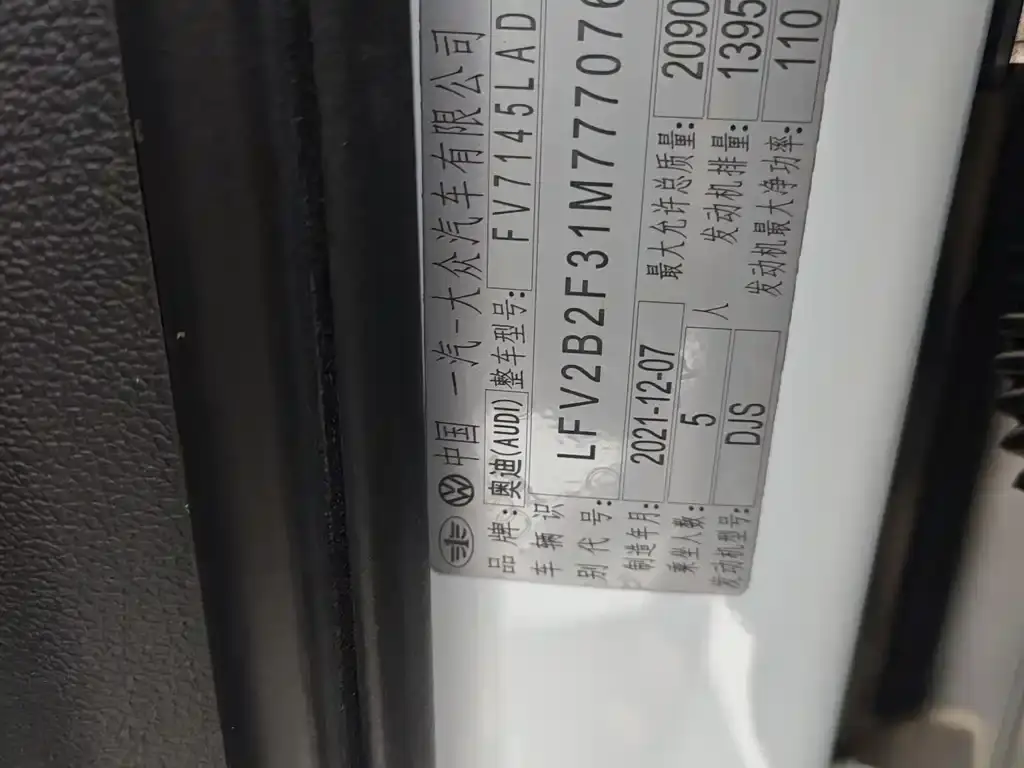 中国 一汽-大众汽车有限公司
品牌: 奥迪(AUDI) 整车型号: FV7145LAD
车辆识别代号: LFV2B2F31M777076
制造年月: 2021-12-07 最大允许总质量: 2090
乘坐人数: 5 人 发动机排量: 1395
发动机型号: DJS 发动机最大净功率: 110